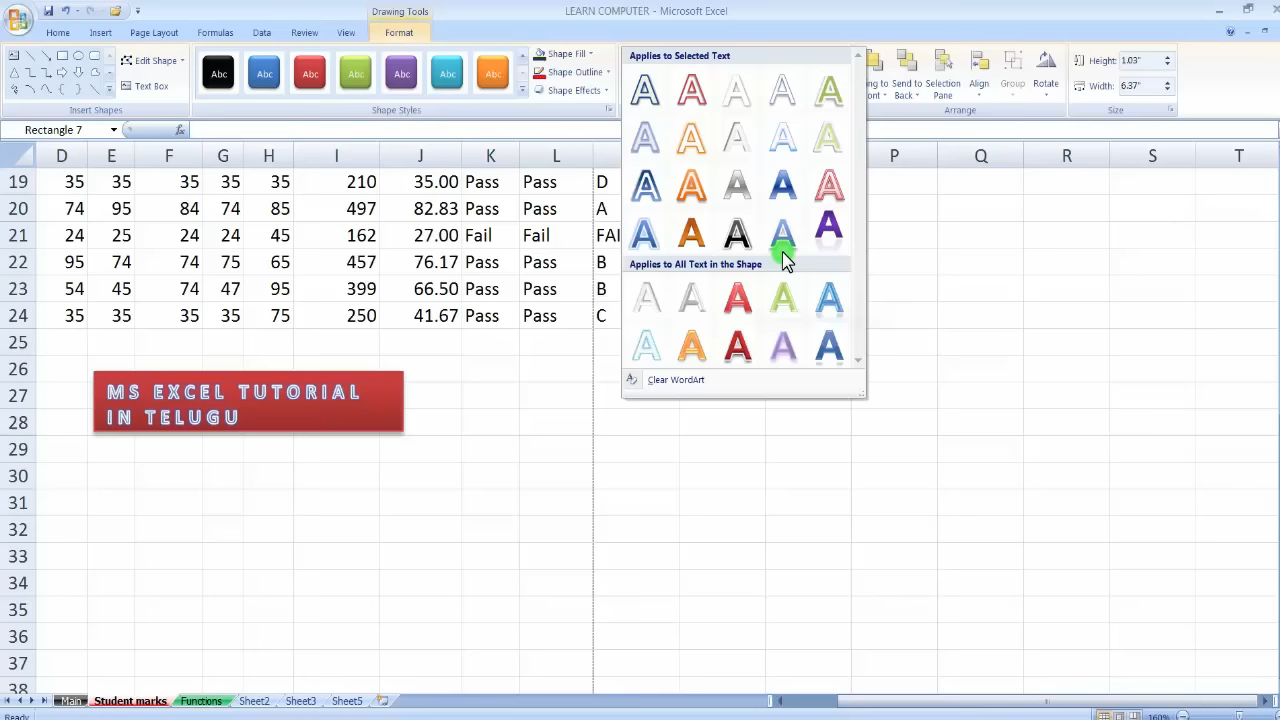 LEARN COMPUTER - Microsoft Excel
Drawing Tools
Home Insert Page Layout Formulas Data Review View Format
Edit Shape
Text Box
Insert Shapes
Abc Abc Abc Abc Abc Abc Abc
Shape Fill
Shape Outline
Shape Effects
Shape Styles
Applies to Selected Text
Applies to All Text in the Shape
Clear WordArt
Send to Back
Selection Pane
Align
Group
Rotate
Arrange
Height: 1.03"
Width: 6.37"
Size
Rectangle 7
D E F G H I J K L P Q R S T
19 35 35 35 35 35 210 35.00 Pass Pass D
20 74 95 84 74 85 497 82.83 Pass Pass A
21 24 25 24 24 45 162 27.00 Fail Fail FAI
22 95 74 74 75 65 457 76.17 Pass Pass B
23 54 45 74 47 95 399 66.50 Pass Pass B
24 35 35 35 35 75 250 41.67 Pass Pass C
25
26
27
28
29
30
31
32
33
34
35
36
37
38
MS EXCEL TUTORIAL
IN TELUGU
Main Student marks Functions Sheet2 Sheet3 Sheet5
Ready 160%